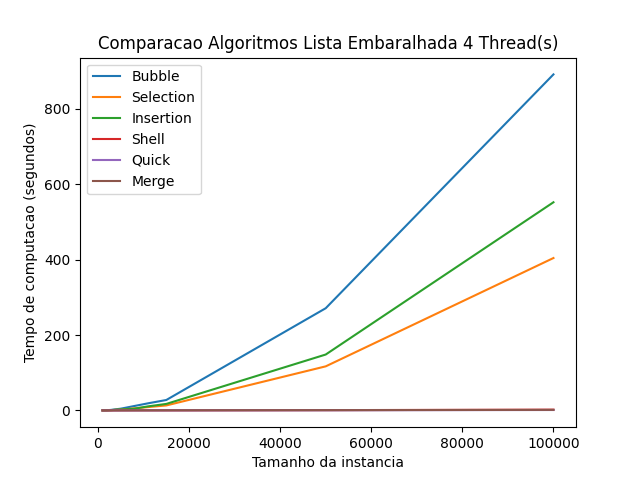 Comparacao Algoritmos Lista Embaralhada 4 Thread(s)
Bubble
Selection
Insertion
Shell
Quick
Merge
Tempo de computacao (segundos)
800
600
400
200
0
0 20000 40000 60000 80000 100000
Tamanho da instancia